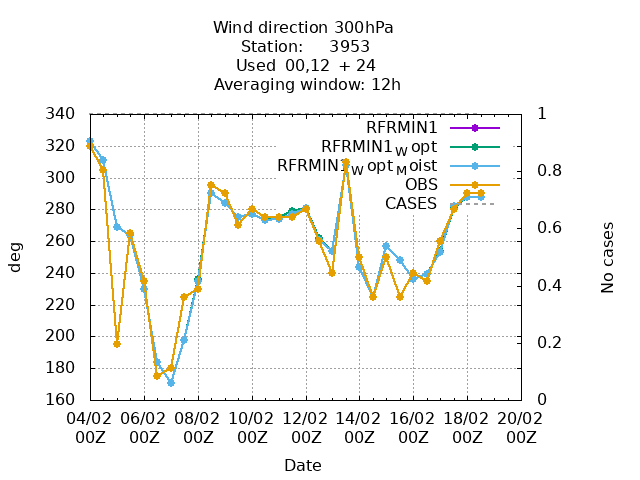 Wind direction 300hPa
Station: 3953
Used 00,12 + 24
Averaging window: 12h
340
320
300
280
260
240
220
200
180
160
deg
1
0.8
0.6
0.4
0.2
0
No cases
RFRMIN1
RFRMIN1_W opt
RFRMIN1_W opt_M oist
OBS
CASES
04/02 06/02 08/02 10/02 12/02 14/02 16/02 18/02 20/02
00Z 00Z 00Z 00Z 00Z 00Z 00Z 00Z 00Z
Date